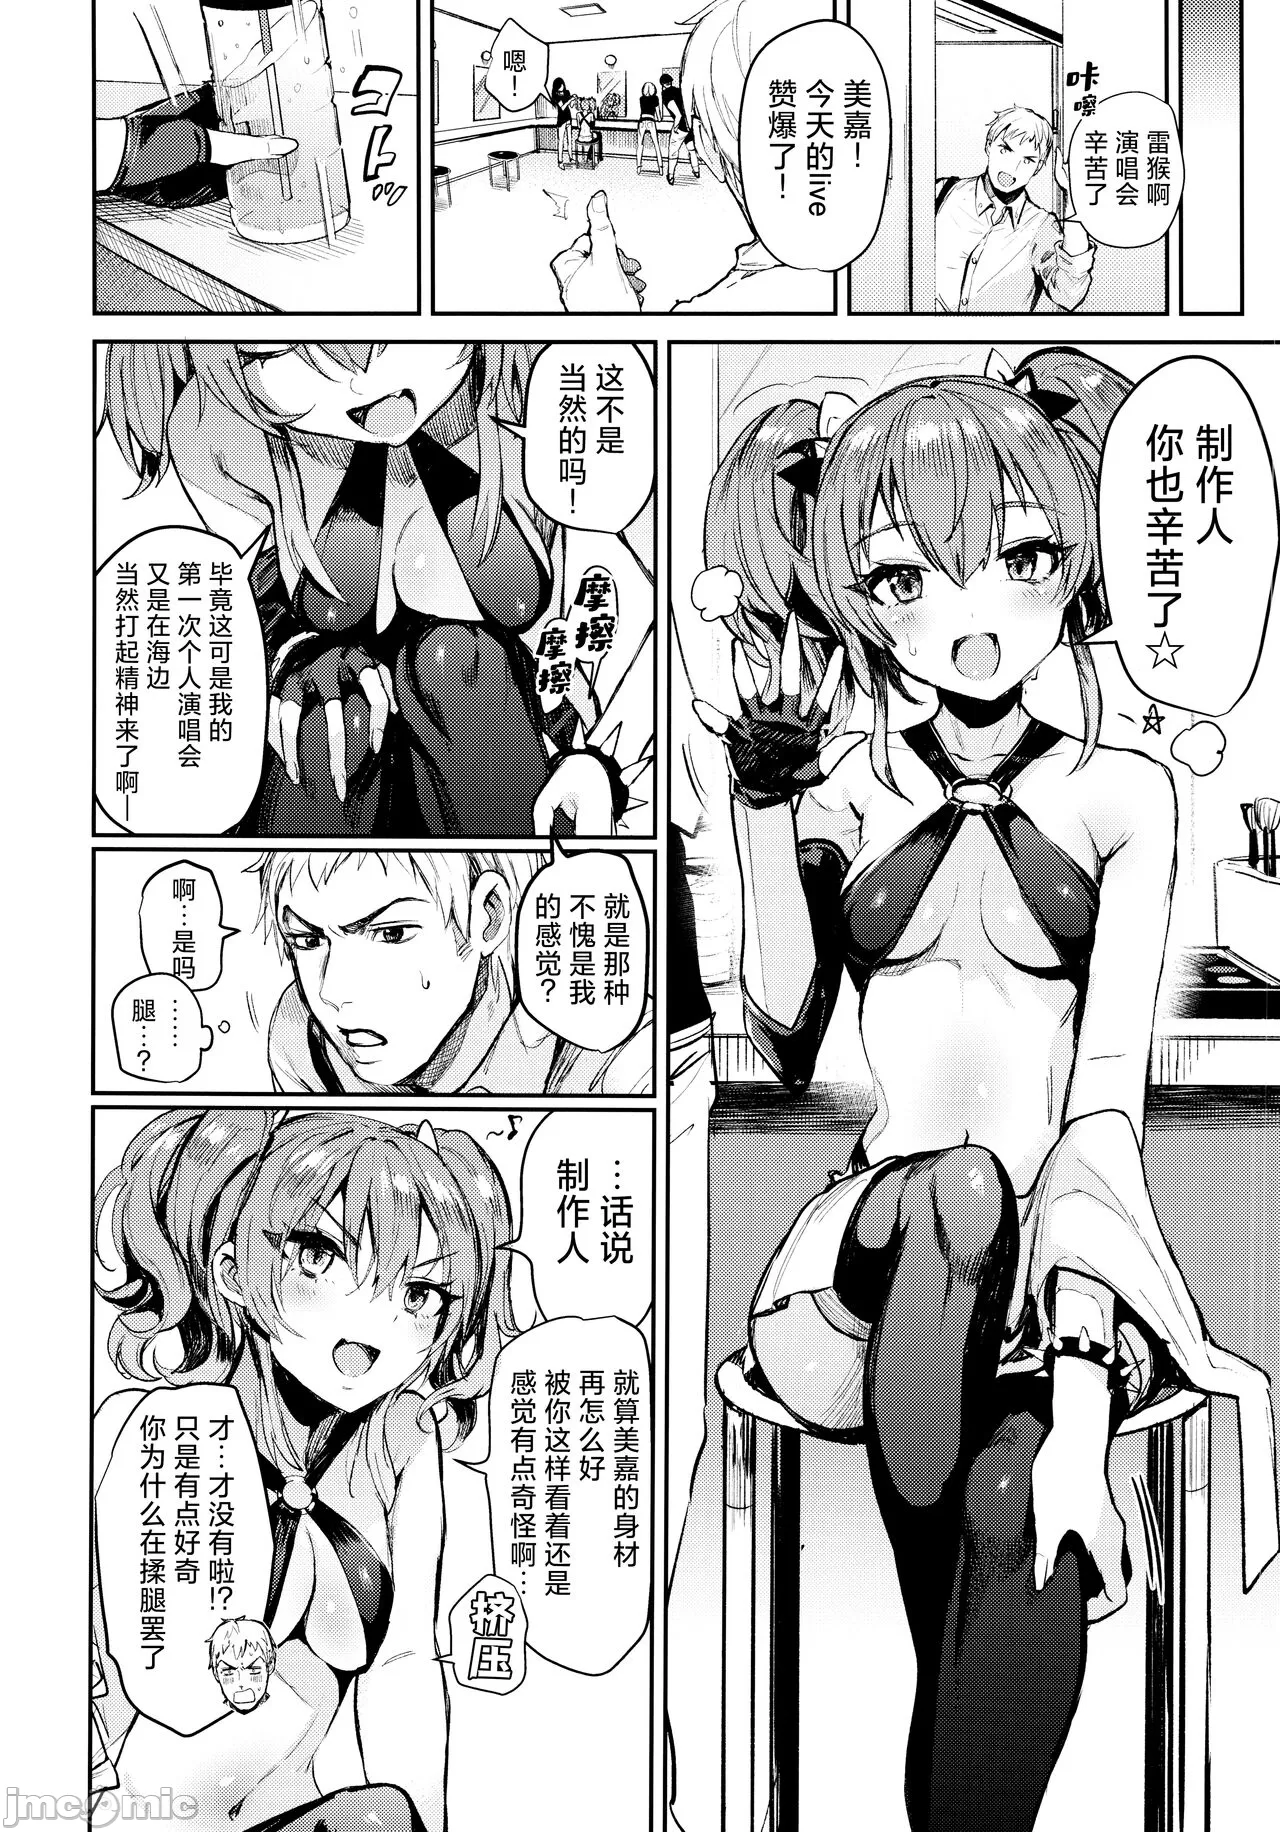 咔嚓
雷猴啊
演唱会
辛苦了
美嘉！
今天的live
赞爆了！
嗯！
コトッ
制作人
你也辛苦了☆
这不是
当然的吗！
摩擦
摩擦
毕竟这可是我的
第一次个人演唱会
又是在海边
当然打起精神来了啊—
就是那种
不愧是我
的感觉？
啊…是吗
……
腿…？
…话说
制作人
就算美嘉的身材
再怎么好
被你这样看着还是
感觉有点奇怪啊…
挤压
才…才没有啦!?
只是有点好奇
你为什么在揉腿罢了
jmcomic